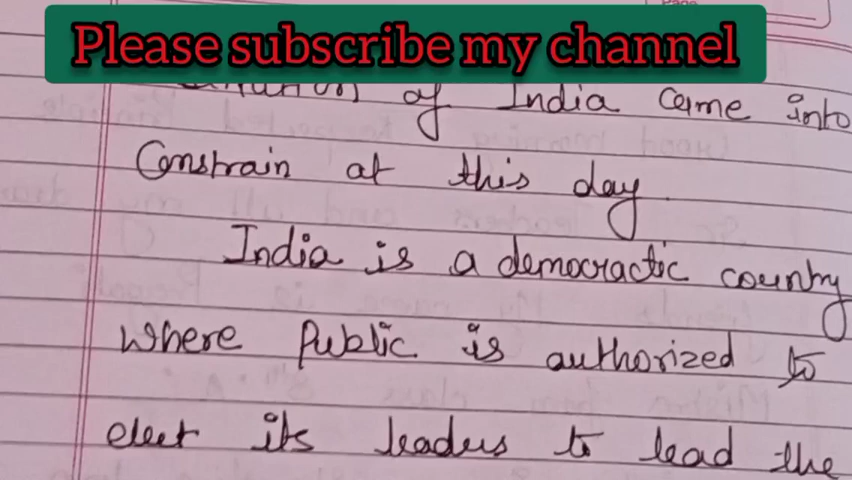 Please subscribe my channel
of India came into
Constrain at this day
India is a democractic country
where Public is authorized to
elect its leaders to lead the